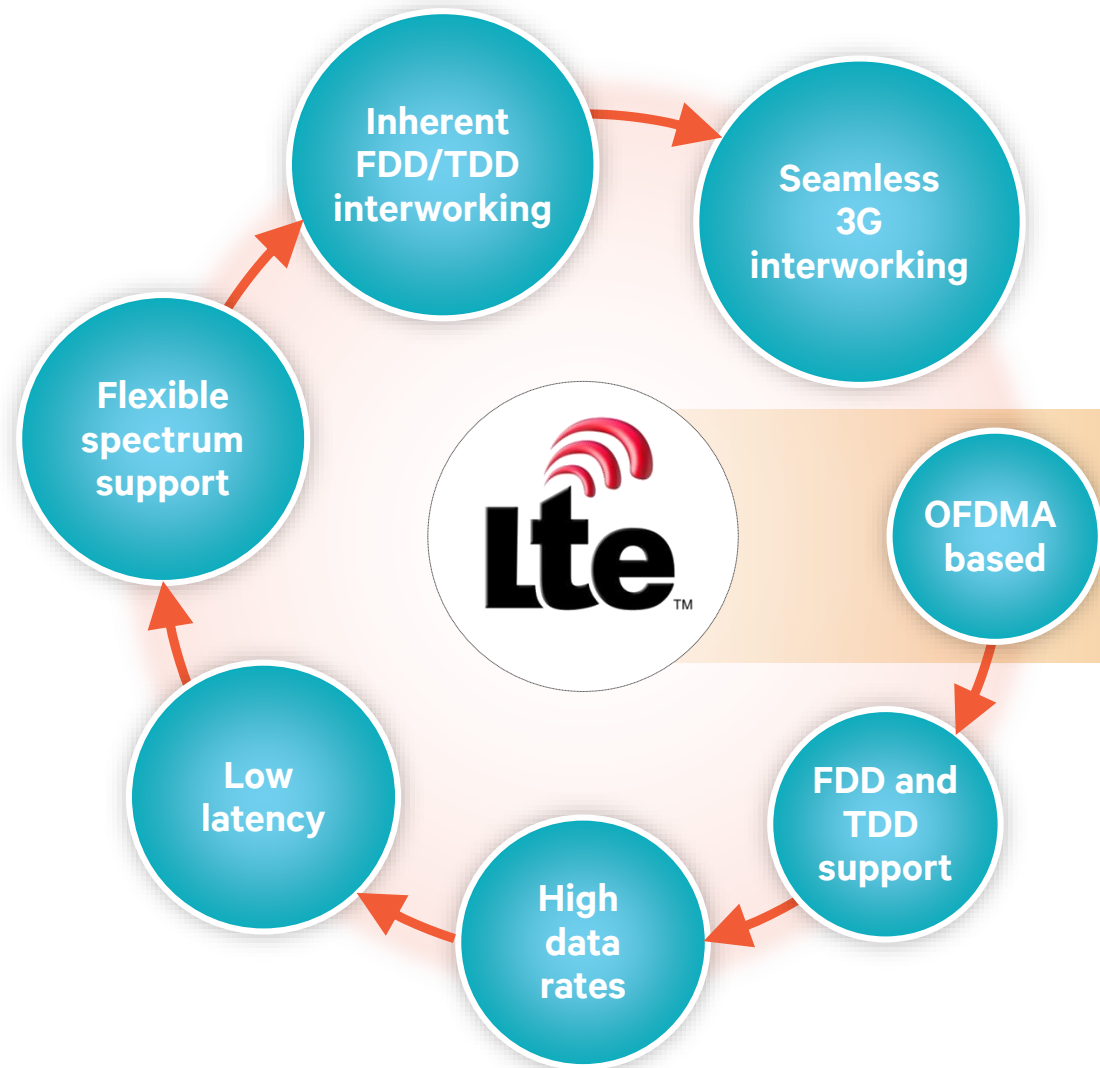 Inherent
FDD/TDD
interworking
Seamless
3G
interworking
Flexible
spectrum
support
Lte
TM
OFDMA
based
Low
latency
FDD and
TDD
support
High
data
rates